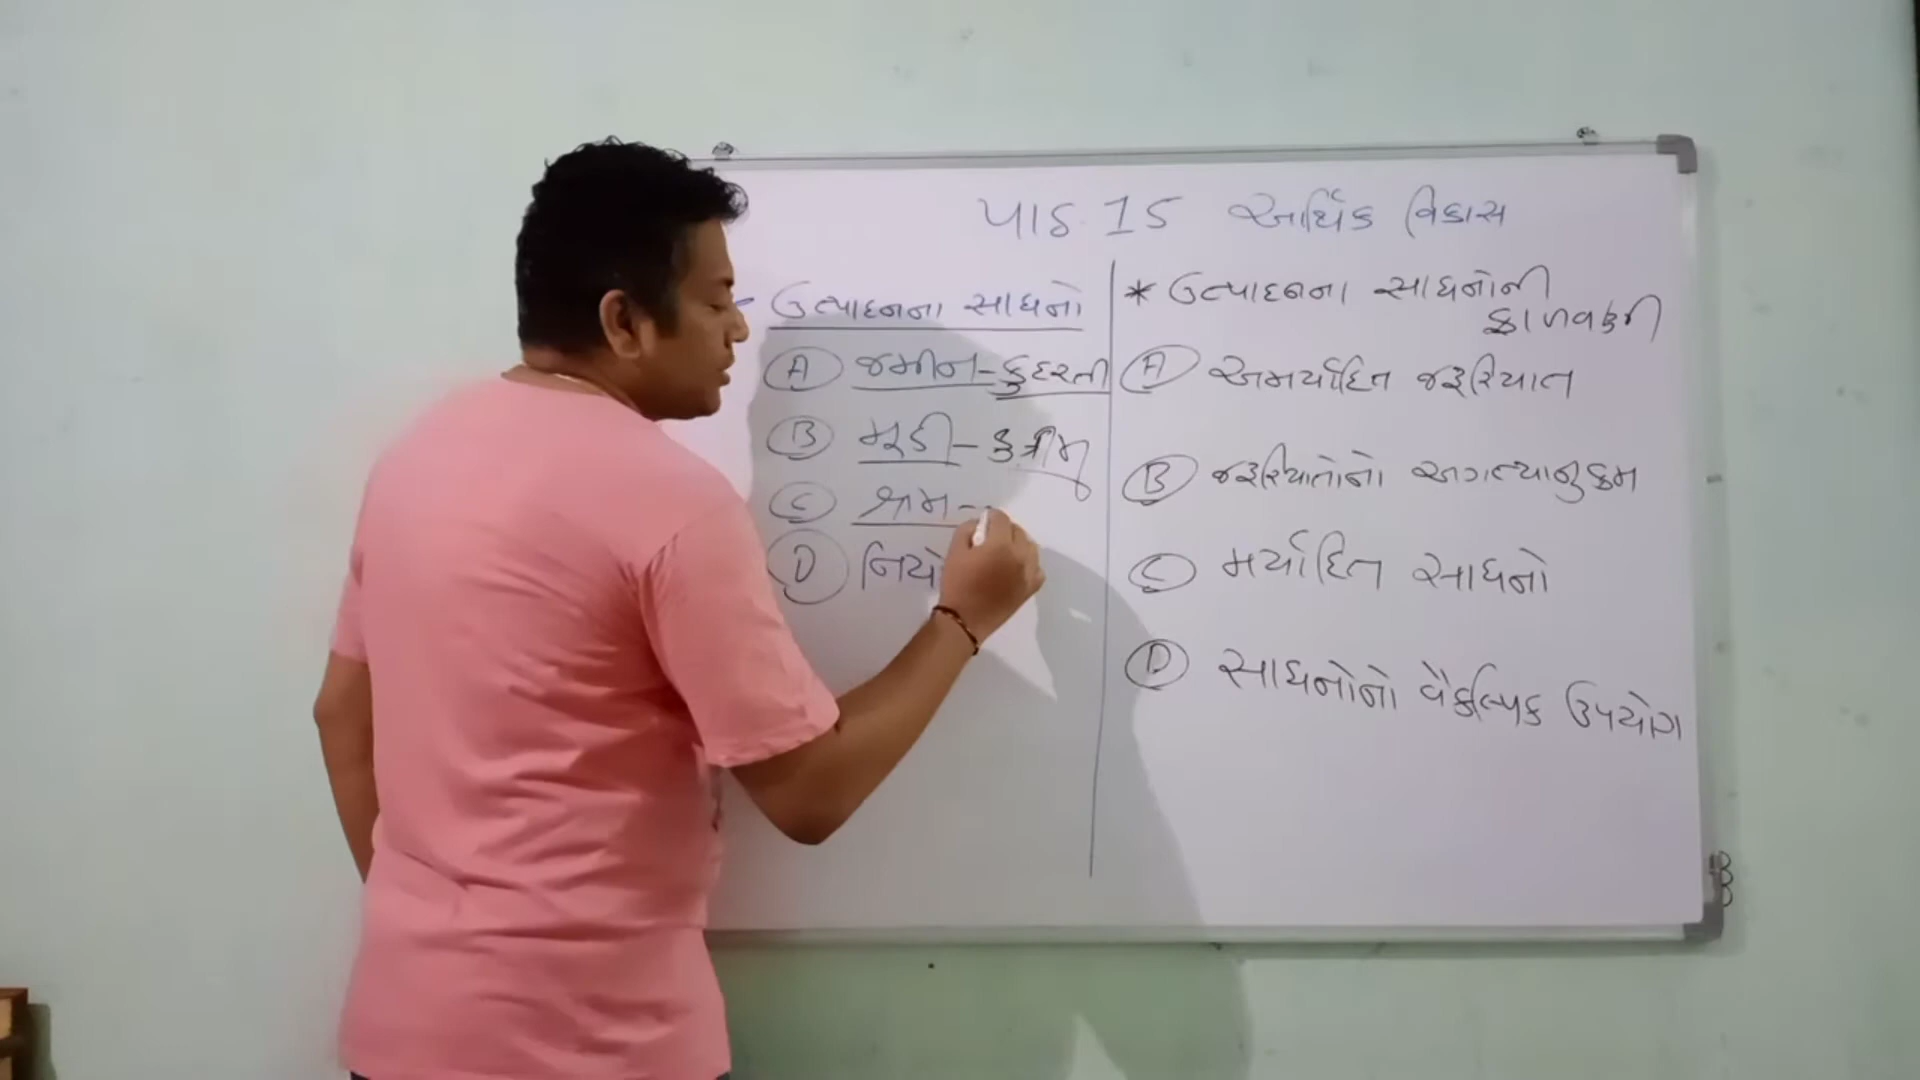 પાઠ 15 આર્થિક વિકાસ
ઉત્પાદનના સાધનો
A જમીન - કુદરતી
B મૂડી - કુત્રીમ
C શ્રમ -
D નિયો
* ઉત્પાદનના સાધનોની
ફાળવણી
A અમર્યાદિત જરૂરિયાત
B જરૂરિયાતોનો અગત્યાનુક્રમ
C મર્યાદિત સાધનો
D સાધનોનો વૈકલ્પિક ઉપયોગ